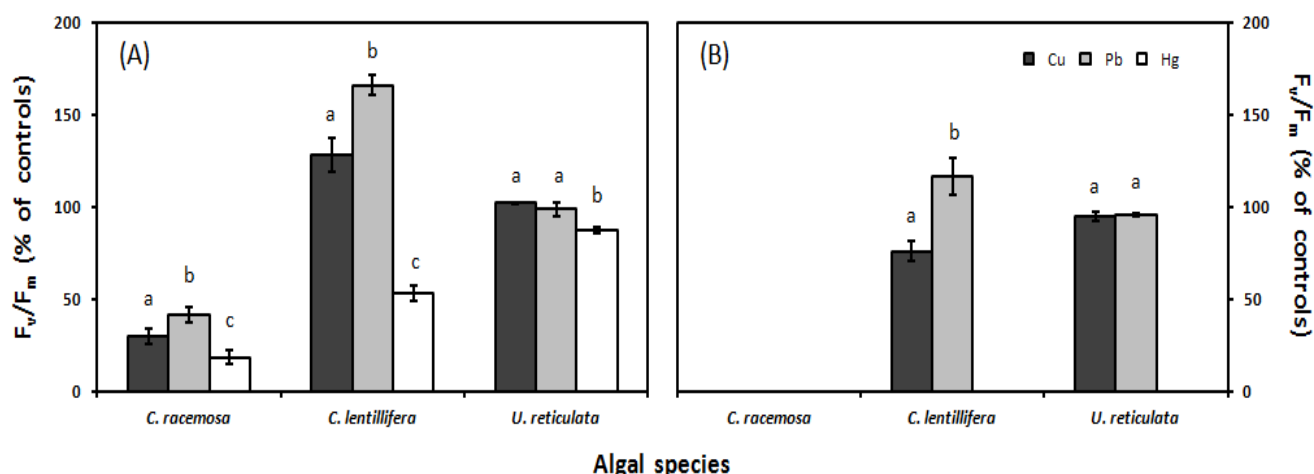 200
150
100
50
0
Fv/Fm (% of controls)
(A)
a
b
c
a
b
c
a
a
b
C. racemosa
C. lentillifera
U. reticulata
(B)
Cu Pb Hg
a
b
a
a
C. racemosa
C. lentillifera
U. reticulata
200
150
100
50
0
Fv/Fm (% of controls)
Algal species